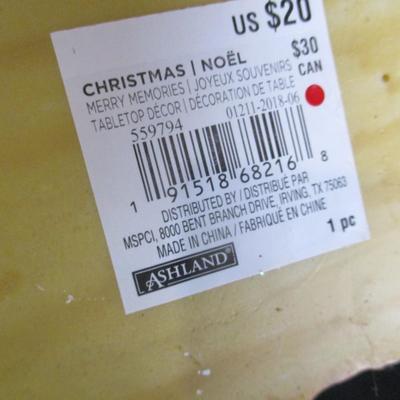 US $20
$30
CAN
CHRISTMAS | NOËL
MERRY MEMORIES | JOYEUX SOUVENIRS
TABLETOP DÉCOR | DÉCORATION DE TABLE
559794 01211-2018-06
1 91518 68216 8
DISTRIBUTED BY / DISTRIBUÉ PAR
MSPCI, 8000 BENT BRANCH DRIVE, IRVING, TX 75063
MADE IN CHINA / FABRIQUÉ EN CHINE
1 pc
ASHLAND